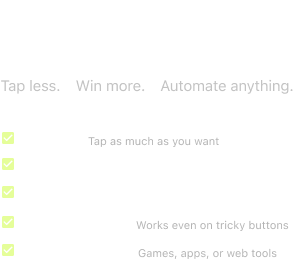 Tap less. Win more. Automate anything.
Tap as much as you want
Works even on tricky buttons
Games, apps, or web tools